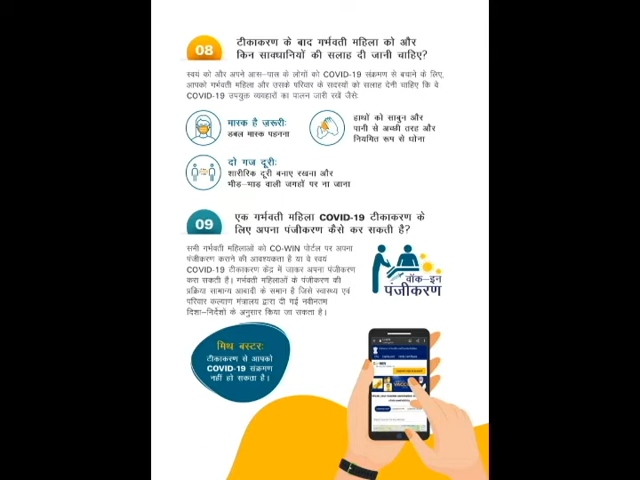 08
टीकाकरण के बाद गर्भवती महिला को और
किन सावधानियों की सलाह दी जानी चाहिए?
स्वयं को और अपने आस-पास के लोगों को COVID-19 संक्रमण से बचाने के लिए,
आपको गर्भवती महिला और उसके परिवार के सदस्यों को सलाह देनी चाहिए कि वे
COVID-19 उपयुक्त व्यवहारों का पालन जारी रखें जैसे:
मास्क है ज़रूरी:
डबल मास्क पहनना
हाथों को साबुन और
पानी से अच्छी तरह और
नियमित रूप से धोना
दो गज दूरी:
शारीरिक दूरी बनाए रखना और
भीड़-भाड़ वाली जगहों पर ना जाना
09
एक गर्भवती महिला COVID-19 टीकाकरण के
लिए अपना पंजीकरण कैसे कर सकती है?
सभी गर्भवती महिलाओं को CO-WIN पोर्टल पर अपना
पंजीकरण कराने की आवश्यकता है या वे स्वयं
COVID-19 टीकाकरण केंद्र में जाकर अपना पंजीकरण
करा सकती हैं। गर्भवती महिलाओं के पंजीकरण की
प्रक्रिया सामान्य आबादी के समान है जिसे स्वास्थ्य एवं
परिवार कल्याण मंत्रालय द्वारा दी गई नवीनतम
दिशा-निर्देशों के अनुसार किया जा सकता है।
वॉक-इन
पंजीकरण
मिथ बस्टर:
टीकाकरण से आपको
COVID-19 संक्रमण
नहीं हो सकता है।